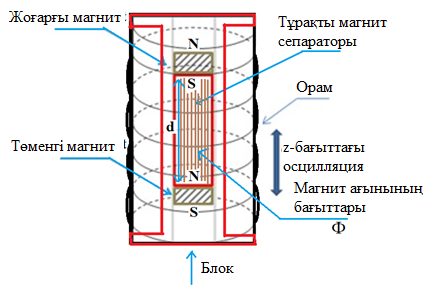 Жоғарғы магнит
Тұрақты магнит
сепараторы
N
S
Орам
d
Төменгі магнит
z-бағыттағы
осцилляция
N
Магнит ағынының
бағыттары
S
Ф
Блок